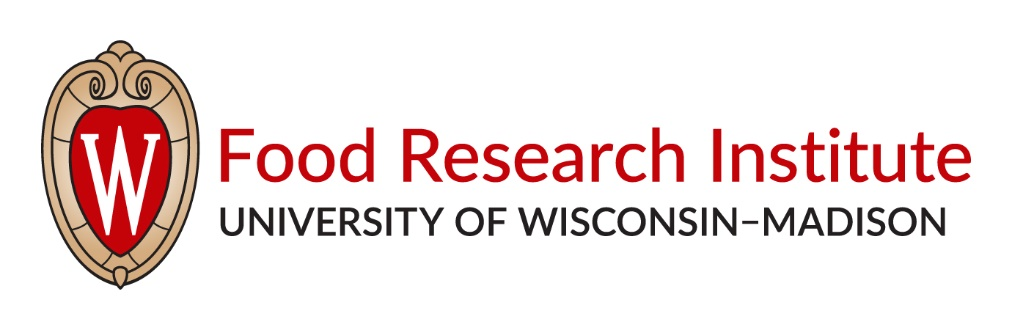 W
Food Research Institute
UNIVERSITY OF WISCONSIN–MADISON